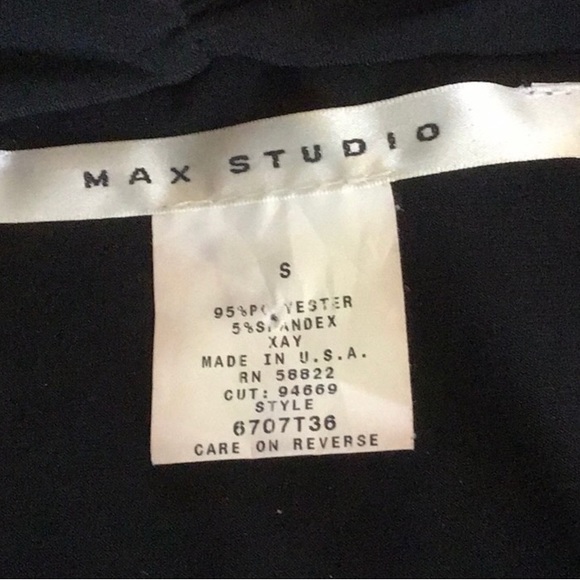 MAX STUDIO
S
95%POLYESTER
5%SPANDEX
XAY
MADE IN U.S.A.
RN 58822
CUT: 94669
STYLE
6707T36
CARE ON REVERSE